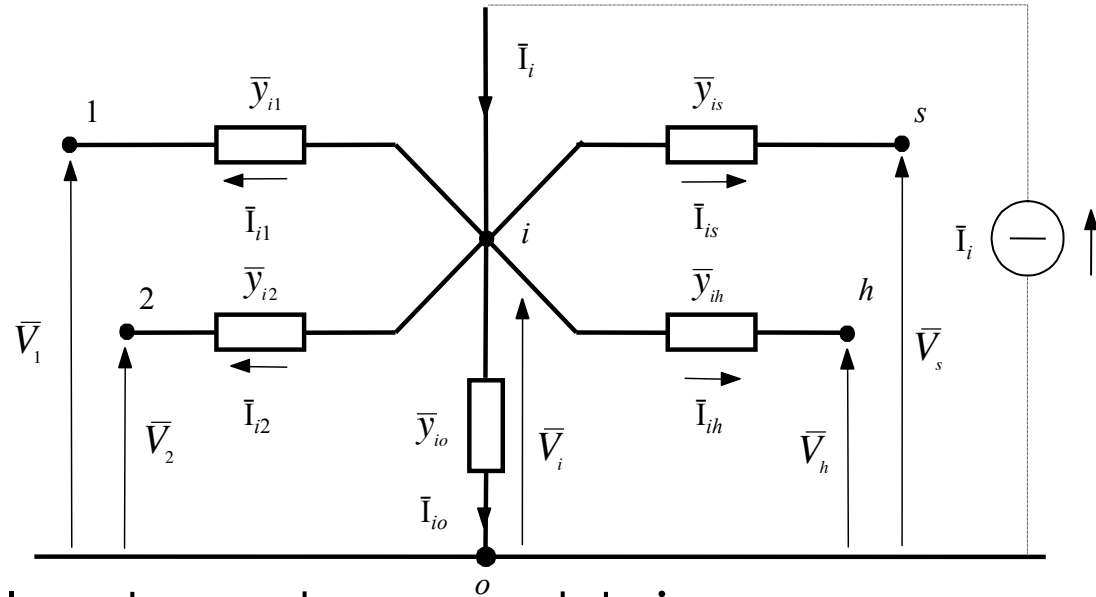 Ī_i
ȳ_i1
ȳ_is
1
s
Ī_i1
Ī_is
i
Ī_i
ȳ_i2
ȳ_ih
2
h
V̄_1
V̄_s
Ī_i2
Ī_ih
V̄_2
ȳ_io
V̄_i
V̄_h
Ī_io
o